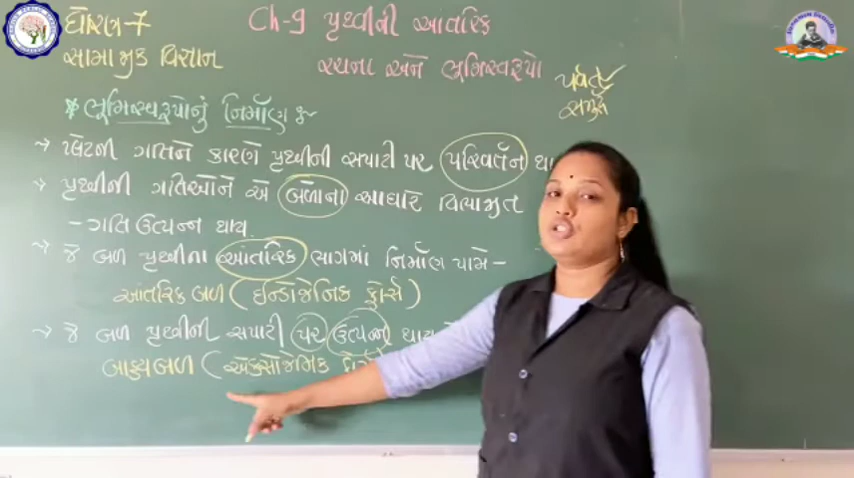 ધોરણ-7
સામાજીક વિજ્ઞાન
Ch-9 પૃથ્વીની આંતરિક
રચના અને ભૂમિસ્વરૂપો
પર્વત
સમુદ્ર
* ભૂમિસ્વરૂપોનું નિર્માણ :-
→ પ્લેટની ગતિને કારણે પૃથ્વીની સપાટી પર પરિવર્તન થા
→ પૃથ્વીની ગતિઓને એ બળોના આધારે વિભાજીત
- ગતિ ઉત્પન્ન થાય.
→ જે બળ પૃથ્વીના આંતરિક ભાગમાં નિર્માણ પામે -
આંતરિક બળ ( ઇન્ડોજેનિક ફોર્સ )
→ જે બળ પૃથ્વીની સપાટી પર ઉત્પન્ન થાય
બાહ્યબળ ( એક્સોજેનિક ફોર્સ